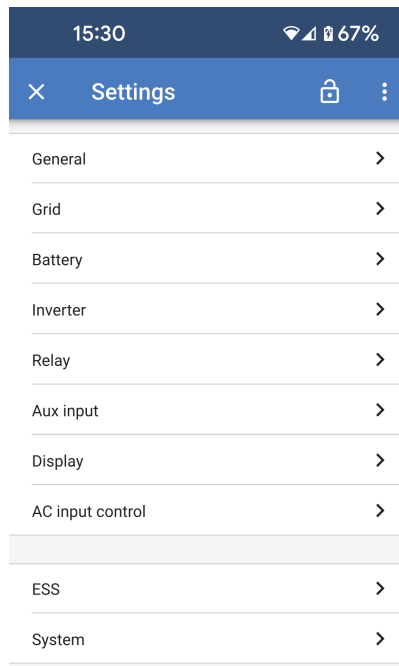 15:30 67%
Settings
General
Grid
Battery
Inverter
Relay
Aux input
Display
AC input control
ESS
System